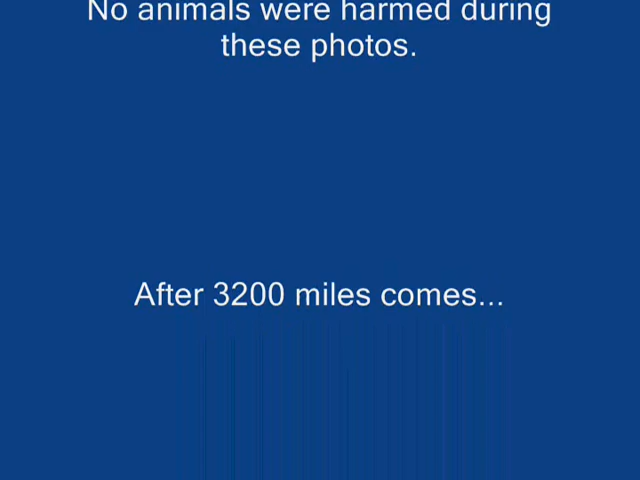 No animals were harmed during
these photos.
After 3200 miles comes...